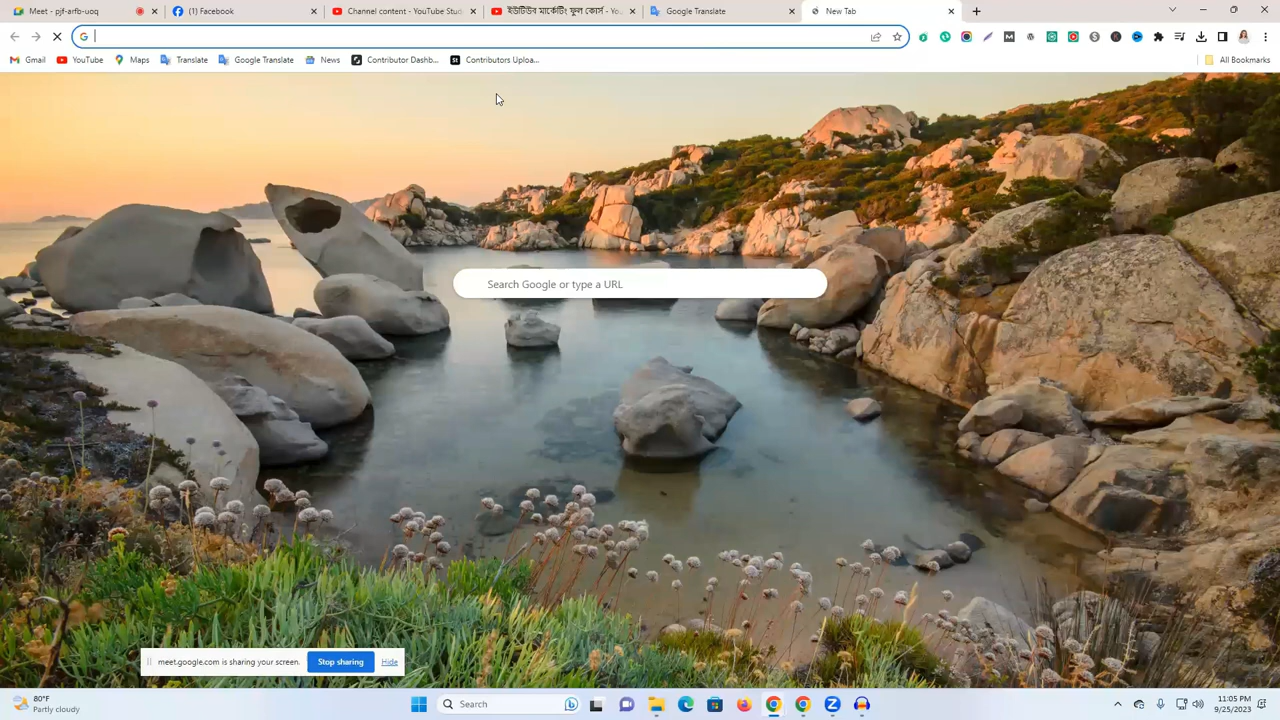 Meet - pjf-arfb-uoq
(1) Facebook
Channel content - YouTube Stud
ইউটিউব মার্কেটিং ফুল কোর্স - Yo
Google Translate
New Tab
Gmail
YouTube
Maps
Translate
Google Translate
News
Contributor Dashb...
Contributors Uploa...
All Bookmarks
Search Google or type a URL
meet.google.com is sharing your screen.
Stop sharing
Hide
80°F
Partly cloudy
Search
11:05 PM
9/25/2023